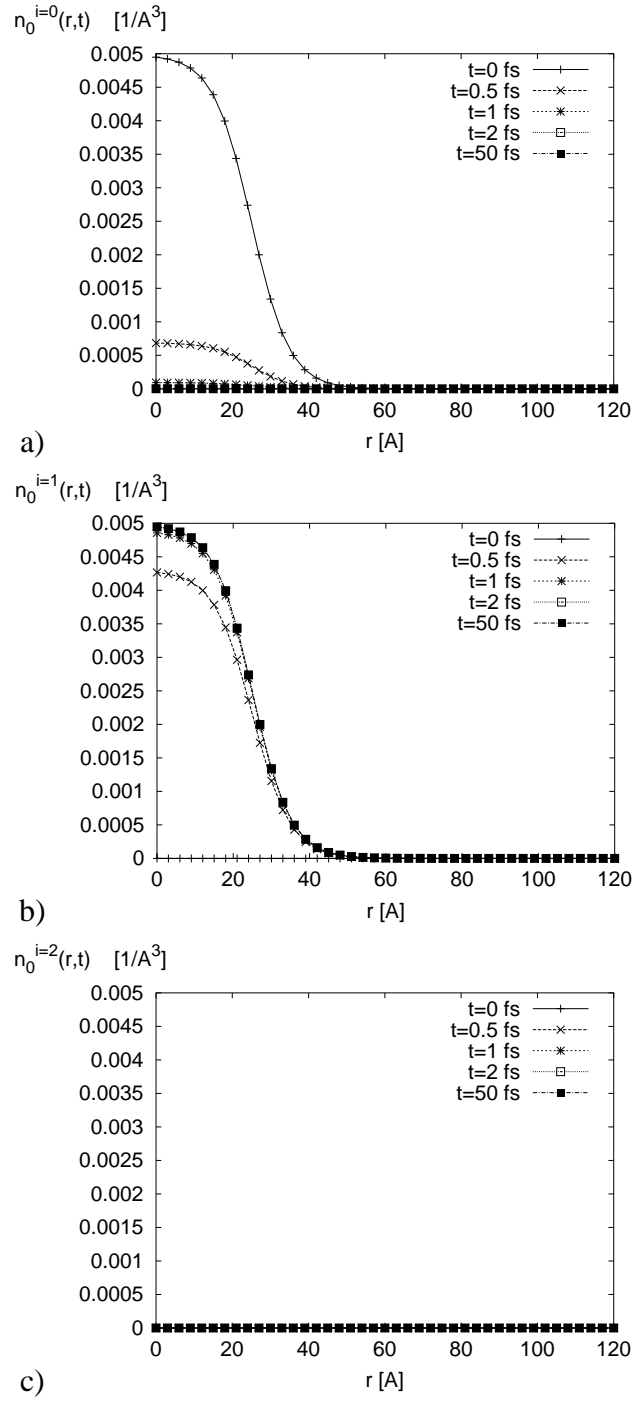 n₀^{i=0}(r,t) [1/A^3]
0.005
0.0045
0.004
0.0035
0.003
0.0025
0.002
0.0015
0.001
0.0005
0
0 20 40 60 80 100 120
r [A]
t=0 fs
t=0.5 fs
t=1 fs
t=2 fs
t=50 fs
a)
n₀^{i=1}(r,t) [1/A^3]
0.005
0.0045
0.004
0.0035
0.003
0.0025
0.002
0.0015
0.001
0.0005
0
0 20 40 60 80 100 120
r [A]
t=0 fs
t=0.5 fs
t=1 fs
t=2 fs
t=50 fs
b)
n₀^{i=2}(r,t) [1/A^3]
0.005
0.0045
0.004
0.0035
0.003
0.0025
0.002
0.0015
0.001
0.0005
0
0 20 40 60 80 100 120
r [A]
t=0 fs
t=0.5 fs
t=1 fs
t=2 fs
t=50 fs
c)